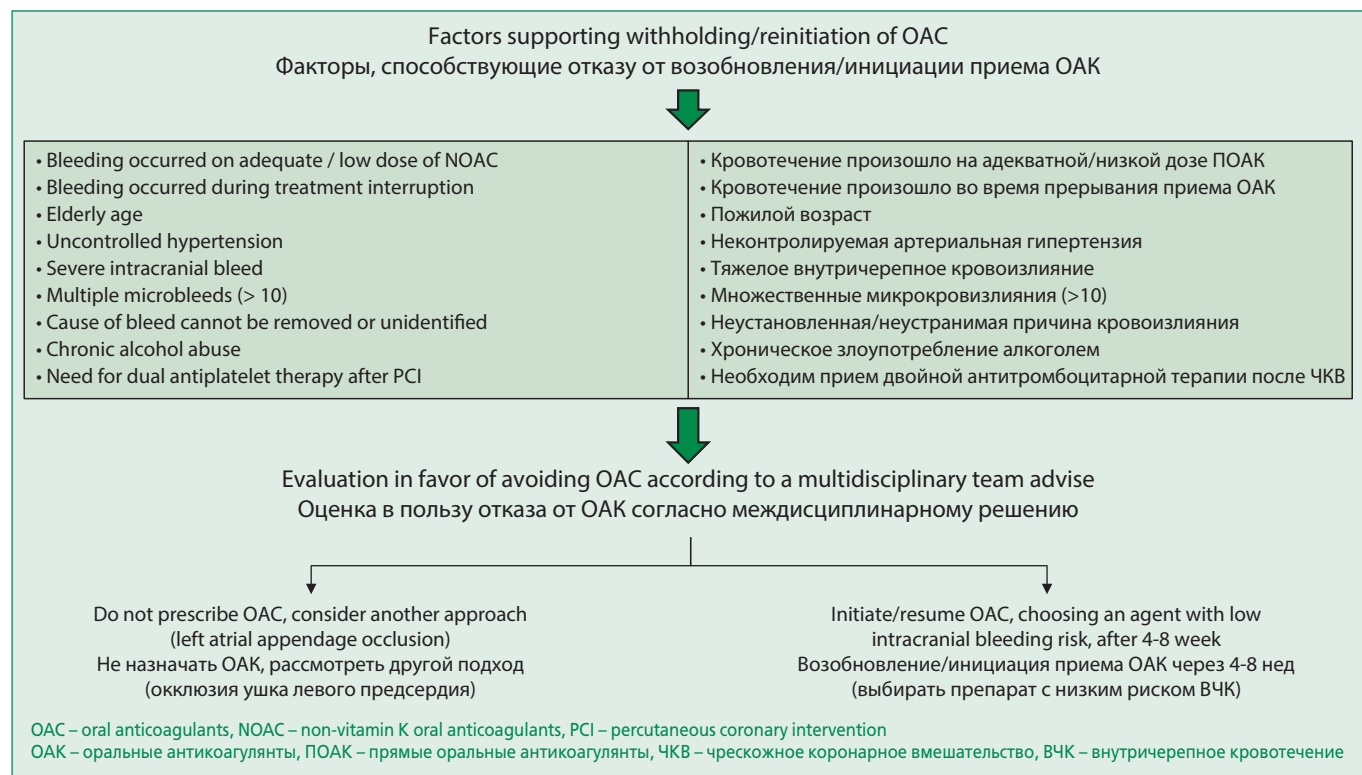 Factors supporting withholding/reinitiation of OAC
Факторы, способствующие отказу от возобновления/инициации приема ОАК
• Bleeding occurred on adequate / low dose of NOAC
• Bleeding occurred during treatment interruption
• Elderly age
• Uncontrolled hypertension
• Severe intracranial bleed
• Multiple microbleeds (> 10)
• Cause of bleed cannot be removed or unidentified
• Chronic alcohol abuse
• Need for dual antiplatelet therapy after PCI
• Кровотечение произошло на адекватной/низкой дозе ПОАК
• Кровотечение произошло во время прерывания приема ОАК
• Пожилой возраст
• Неконтролируемая артериальная гипертензия
• Тяжелое внутричерепное кровоизлияние
• Множественные микрокровизлияния (>10)
• Неустановленная/неустранимая причина кровоизлияния
• Хроническое злоупотребление алкоголем
• Необходим прием двойной антитромбоцитарной терапии после ЧКВ
Evaluation in favor of avoiding OAC according to a multidisciplinary team advise
Оценка в пользу отказа от ОАК согласно междисциплинарному решению
Do not prescribe OAC, consider another approach
(left atrial appendage occlusion)
Не назначать ОАК, рассмотреть другой подход
(окклюзия ушка левого предсердия)
Initiate/resume OAC, choosing an agent with low
intracranial bleeding risk, after 4-8 week
Возобновление/инициация приема ОАК через 4-8 нед
(выбирать препарат с низким риском ВЧК)
OAC – oral anticoagulants, NOAC – non-vitamin K oral anticoagulants, PCI – percutaneous coronary intervention
ОАК – оральные антикоагулянты, ПОАК – прямые оральные антикоагулянты, ЧКВ – чрескожное коронарное вмешательство, ВЧК – внутричерепное кровотечение